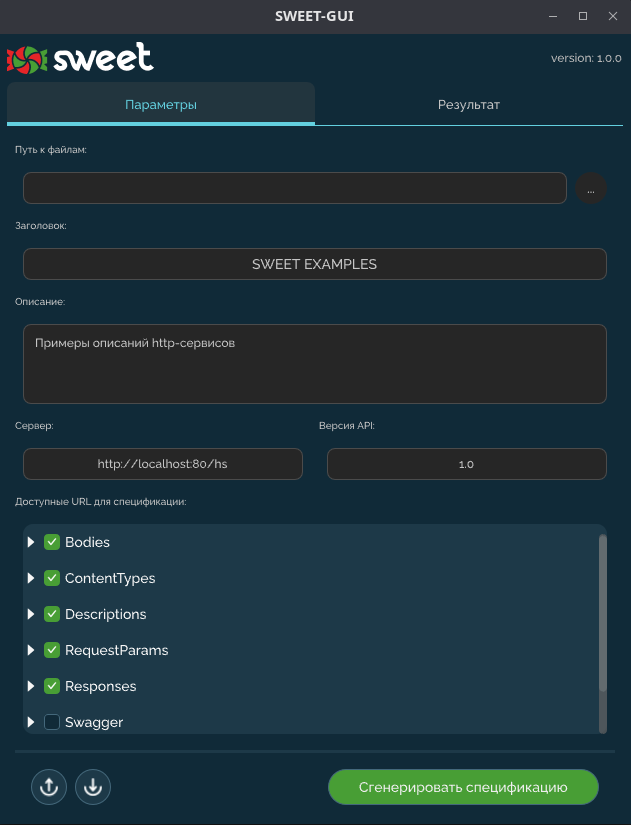 SWEET-GUI
sweet
version: 1.0.0
Параметры
Результат
Путь к файлам:
...
Заголовок:
SWEET EXAMPLES
Описание:
Примеры описаний http-сервисов
Сервер:
Версия API:
http://localhost:80/hs
1.0
Доступные URL для спецификации:
Bodies
ContentTypes
Descriptions
RequestParams
Responses
Swagger
Сгенерировать спецификацию